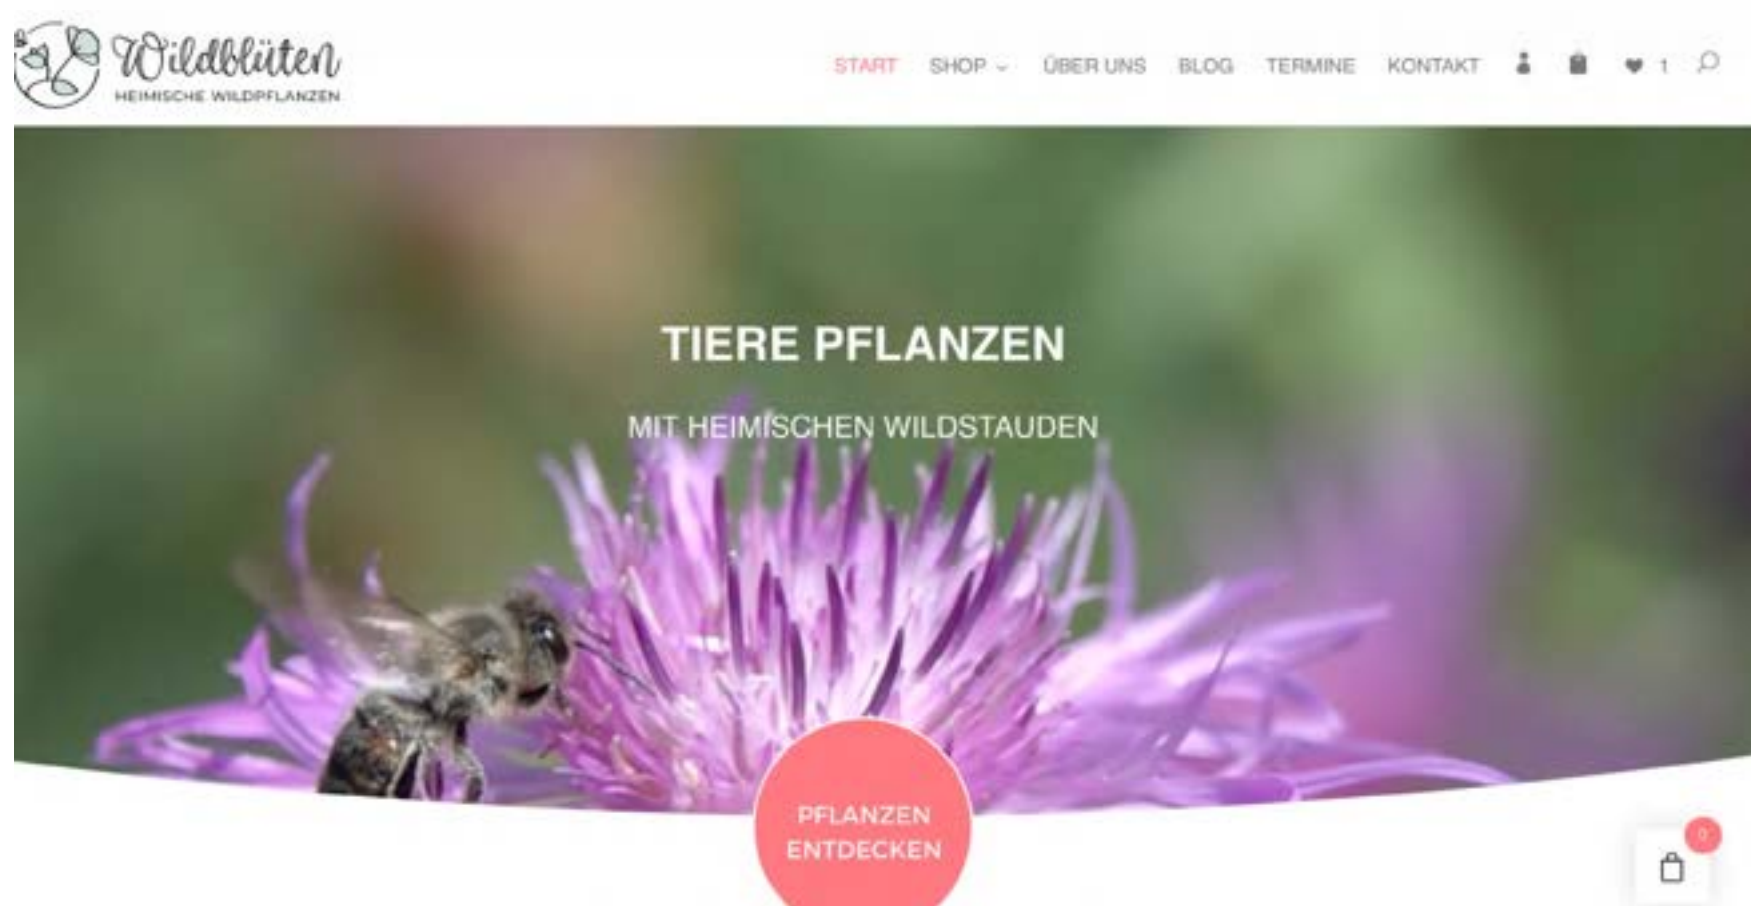 Wildblüten
HEIMISCHE WILDPFLANZEN
START SHOP ÜBER UNS BLOG TERMINE KONTAKT 1
TIERE PFLANZEN
MIT HEIMISCHEN WILDSTAUDEN
PFLANZEN
ENTDECKEN
0